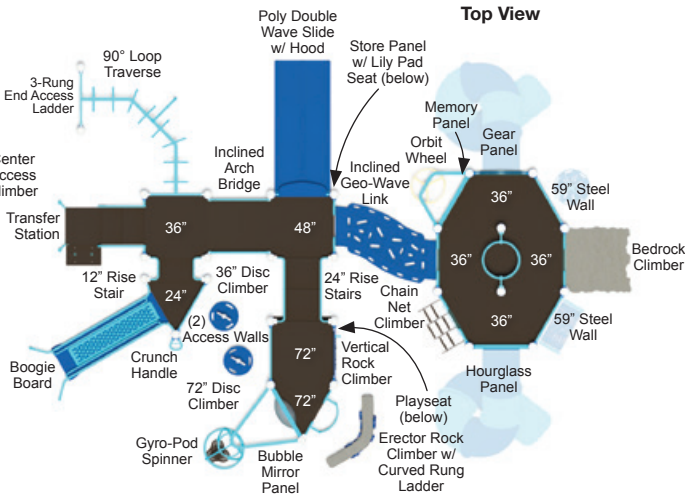 Top View
Poly Double
Wave Slide
w/ Hood
90° Loop
Traverse
3-Rung
End Access
Ladder
Store Panel
w/ Lily Pad
Seat (below)
Memory
Panel
Orbit
Wheel
Gear
Panel
Inclined
Arch
Bridge
Inclined
Geo-Wave
Link
59" Steel
Wall
Center
Access
Climber
Transfer
Station
36"
48"
36"
36"
36"
36"
Bedrock
Climber
12" Rise
Stair
24"
36" Disc
Climber
24" Rise
Stairs
Chain
Net
Climber
59" Steel
Wall
(2)
Access Walls
Crunch
Handle
Boogie
Board
72" Disc
Climber
72"
72"
Vertical
Rock
Climber
Hourglass
Panel
Playseat
(below)
Gyro-Pod
Spinner
Bubble
Mirror
Panel
Erector Rock
Climber w/
Curved Rung
Ladder